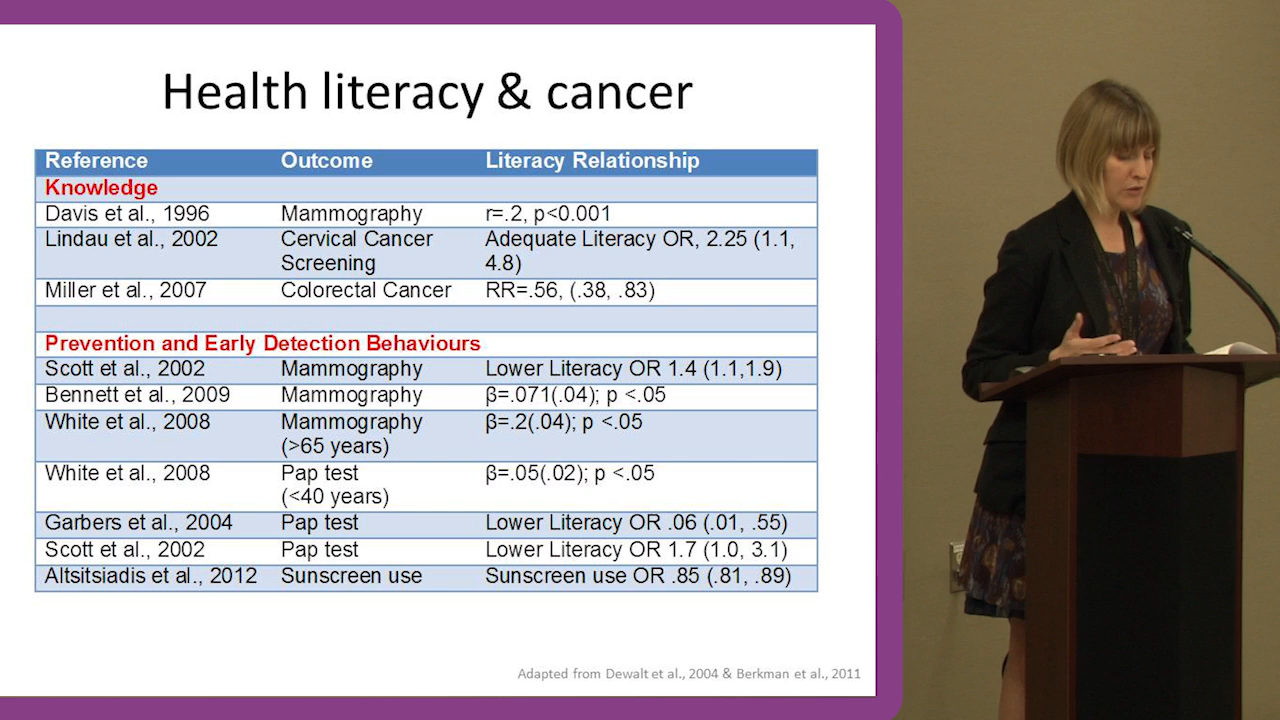 Health literacy & cancer
Reference Outcome Literacy Relationship
Knowledge
Davis et al., 1996 Mammography r=.2, p<0.001
Lindau et al., 2002 Cervical Cancer Adequate Literacy OR, 2.25 (1.1,
Screening 4.8)
Miller et al., 2007 Colorectal Cancer RR=.56, (.38, .83)
Prevention and Early Detection Behaviours
Scott et al., 2002 Mammography Lower Literacy OR 1.4 (1.1,1.9)
Bennett et al., 2009 Mammography β=.071(.04); p <.05
White et al., 2008 Mammography β=.2(.04); p <.05
(>65 years)
White et al., 2008 Pap test β=.05(.02); p <.05
(<40 years)
Garbers et al., 2004 Pap test Lower Literacy OR .06 (.01, .55)
Scott et al., 2002 Pap test Lower Literacy OR 1.7 (1.0, 3.1)
Altsitsiadis et al., 2012 Sunscreen use Sunscreen use OR .85 (.81, .89)
Adapted from Dewalt et al., 2004 & Berkman et al., 2011